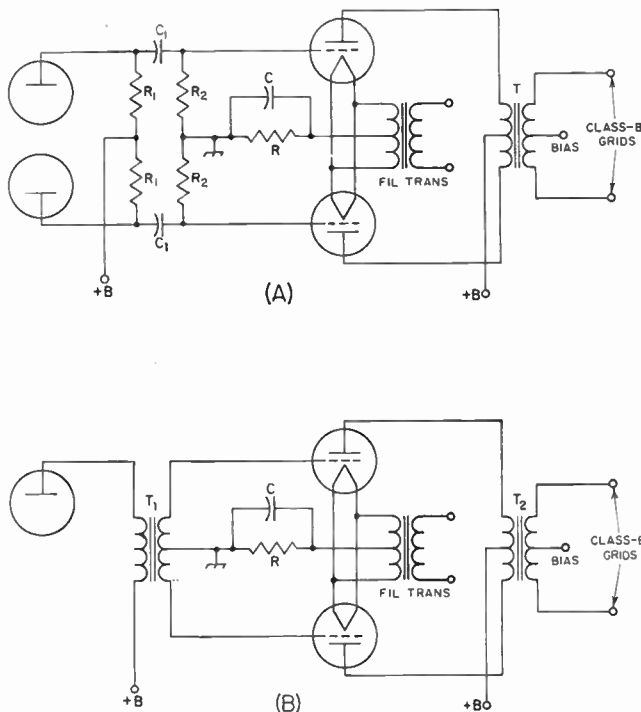 C₁
R₁
R₂
C
R
FIL TRANS
T
BIAS
CLASS-B
GRIDS
R₁
R₂
C₁
+B
(A)
+B
T₁
C
R
FIL TRANS
T₂
BIAS
CLASS-B
GRIDS
+B
(B)
+B